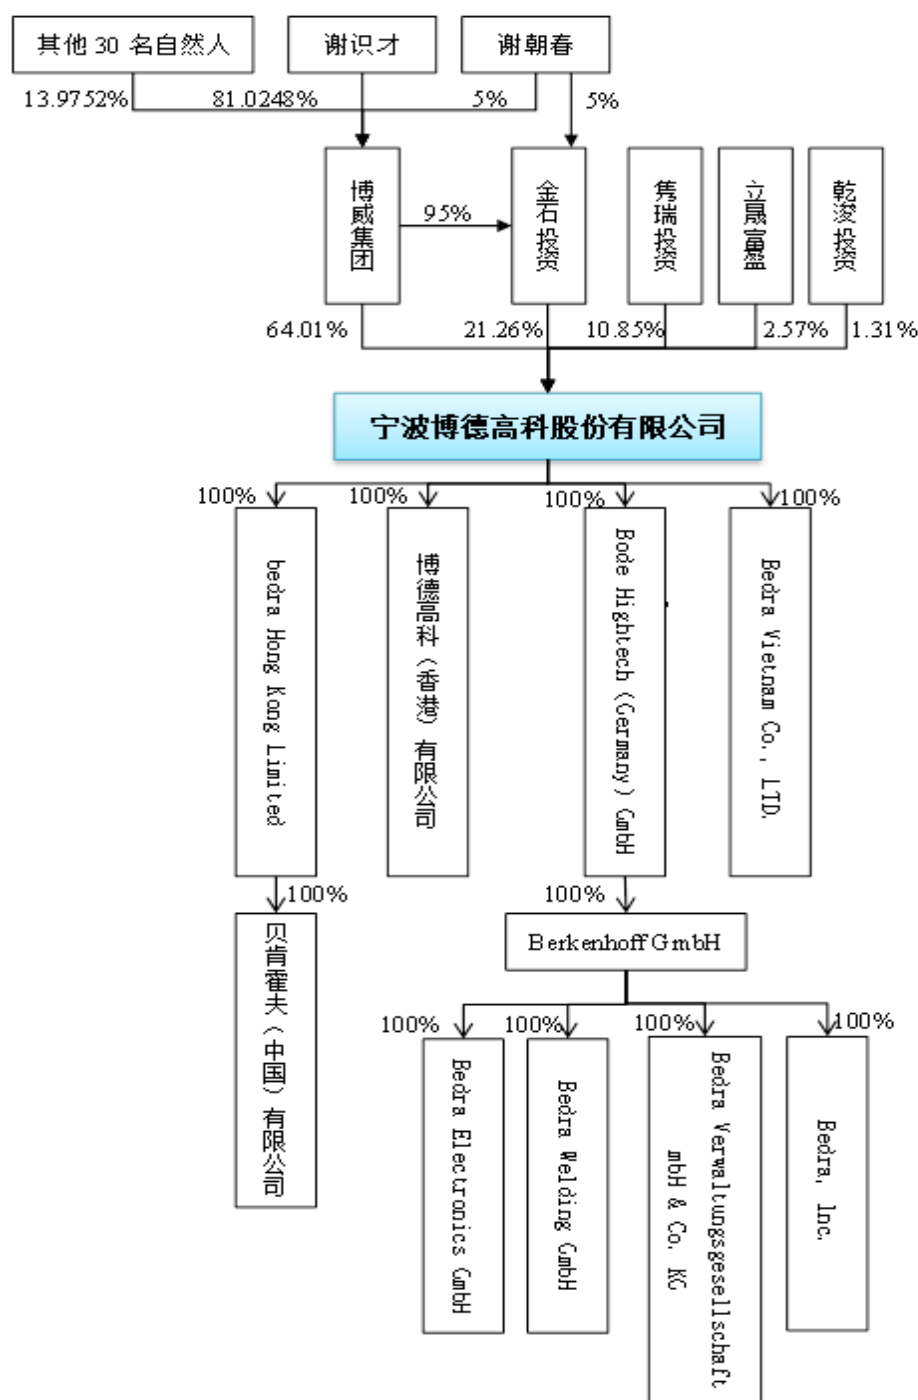 其他 30 名自然人
谢识才
谢朝春
13.9752%
81.0248%
5%
5%
博威集团
95%
金石投资
隽瑞投资
立晟富盈
乾浚投资
64.01%
21.26%
10.85%
2.57%
1.31%
宁波博德高科股份有限公司
100%
100%
100%
100%
bedra Hong Kong Limited
博德高科（香港）有限公司
Bode Hightech (Germany) GmbH
Bedra Vietnam Co., LTD.
100%
100%
贝肯霍夫（中国）有限公司
Berkenhoff GmbH
100%
100%
100%
100%
Bedra Electronics GmbH
Bedra Welding GmbH
Bedra Verwaltungsgesellschaft
mbH & Co. KG
Bedra, Inc.